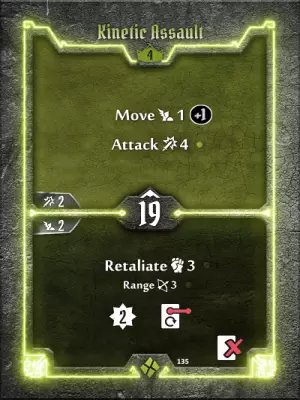 Kinetic Assault
4
Move 1 +1
Attack 4
2
19
2
Retaliate 3
Range 3
2
135